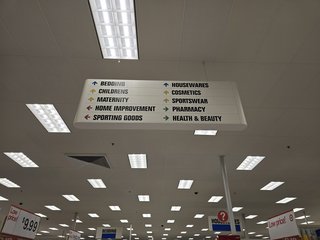 BEDDING
CHILDRENS
MATERNITY
HOME IMPROVEMENT
SPORTING GOODS
HOUSEWARES
COSMETICS
SPORTSWEAR
PHARMACY
HEALTH & BEAUTY
$9.99
Low price!
?